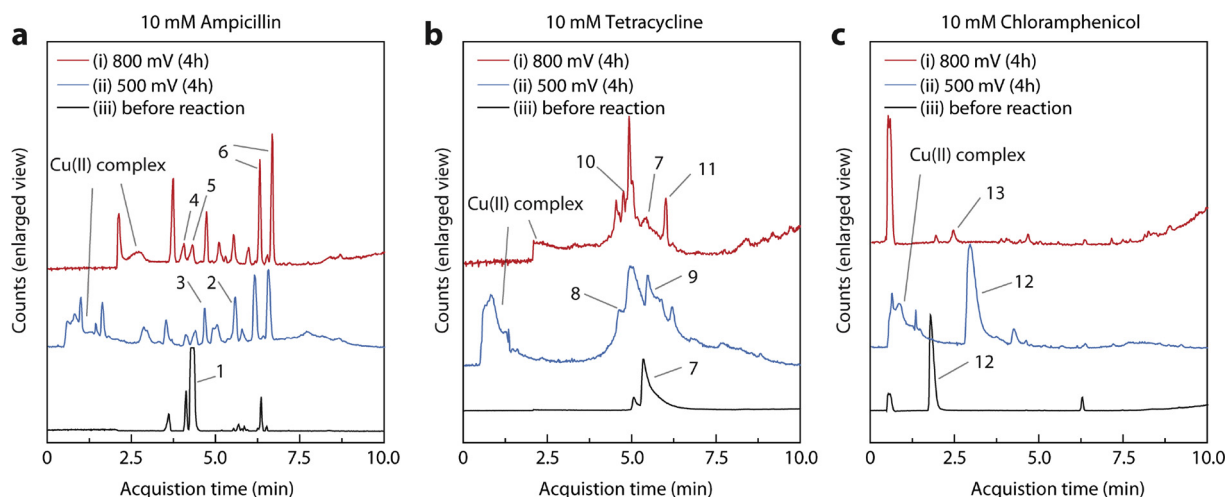 10 mM Ampicillin
10 mM Tetracycline
10 mM Chloramphenicol
a
b
c
(i) 800 mV (4h)
(ii) 500 mV (4h)
(iii) before reaction
Cu(II) complex
6
4
5
3
2
1
Counts (enlarged view)
0
2.5
5.0
7.5
10.0
Acquistion time (min)
(i) 800 mV (4h)
(ii) 500 mV (4h)
(iii) before reaction
10
7
11
Cu(II) complex
8
9
7
Counts (enlarged view)
0
2.5
5.0
7.5
10.0
Acquistion time (min)
(i) 800 mV (4h)
(ii) 500 mV (4h)
(iii) before reaction
Cu(II) complex
13
12
12
Counts (enlarged view)
0
2.5
5.0
7.5
10.0
Acquistion time (min)